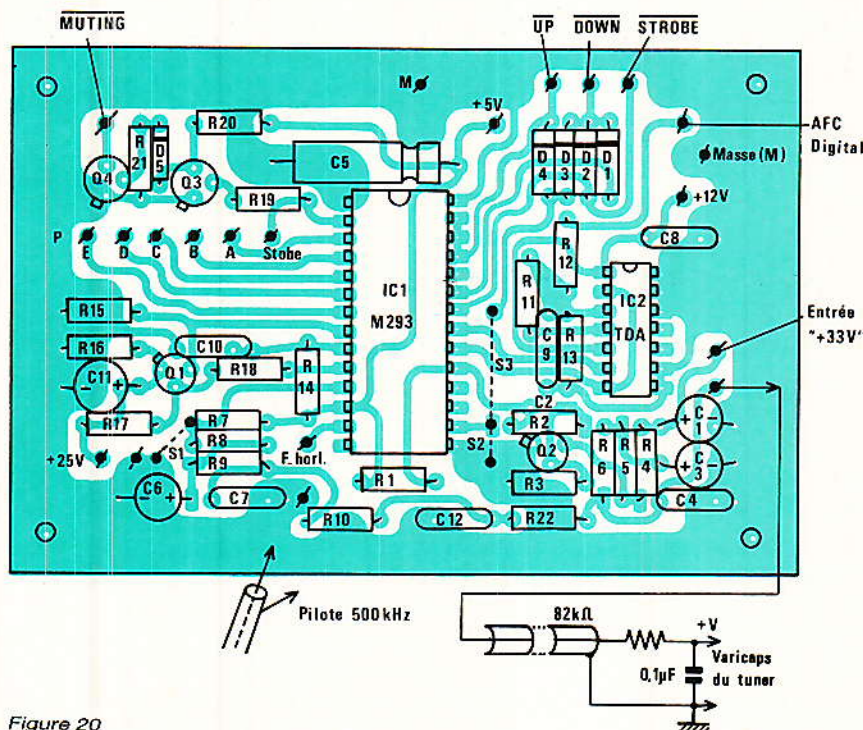 MUTING
UP DOWN STROBE
M
+5V
AFC
Digital
Masse (M)
+12V
R20
R
21
D
5
C5
D
4
D
3
D
2
D
1
Q4
Q3
R19
P
E D C B A Stobe
IC1
M293
R
12
C8
R
11
C
9
R
13
IC2
TDA
Entrée
"+33V"
R15
R16
C10
C11
Q1
R18
R
14
S3
C2
R2
C
1
R17
R7
R8
R9
S1
+25V
F.horl.
S2
Q2
R
6
R
5
R
4
C
3
C6
C7
R1
R3
C4
R10
C12
R22
Pilote 500kHz
82kΩ
+V
0,1µF
Varicaps
du tuner
Figure 20